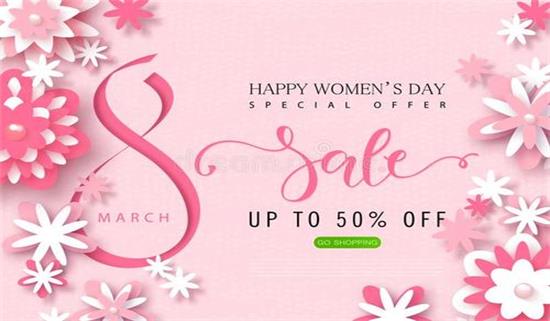 8
MARCH
HAPPY WOMEN'S DAY
SPECIAL OFFER
Sale
UP TO 50% OFF
GO SHOPPING